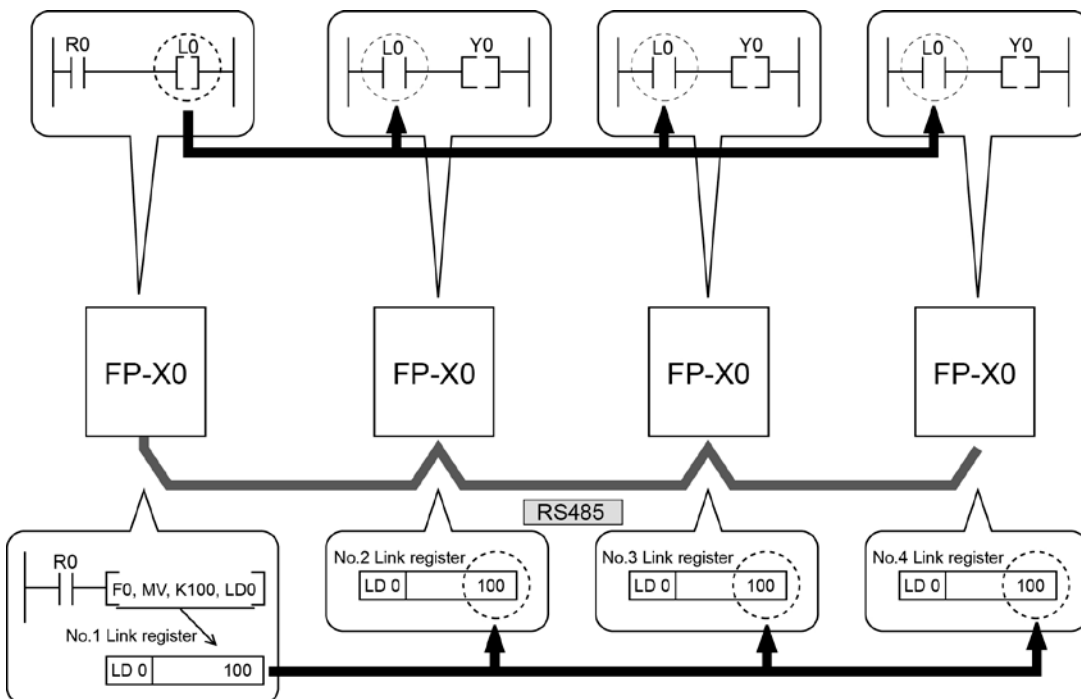 R0 L0
L0 Y0
L0 Y0
L0 Y0
FP-X0
FP-X0
FP-X0
FP-X0
RS485
R0
F0, MV, K100, LD0
No.1 Link register
LD 0 100
No.2 Link register
LD 0 100
No.3 Link register
LD 0 100
No.4 Link register
LD 0 100